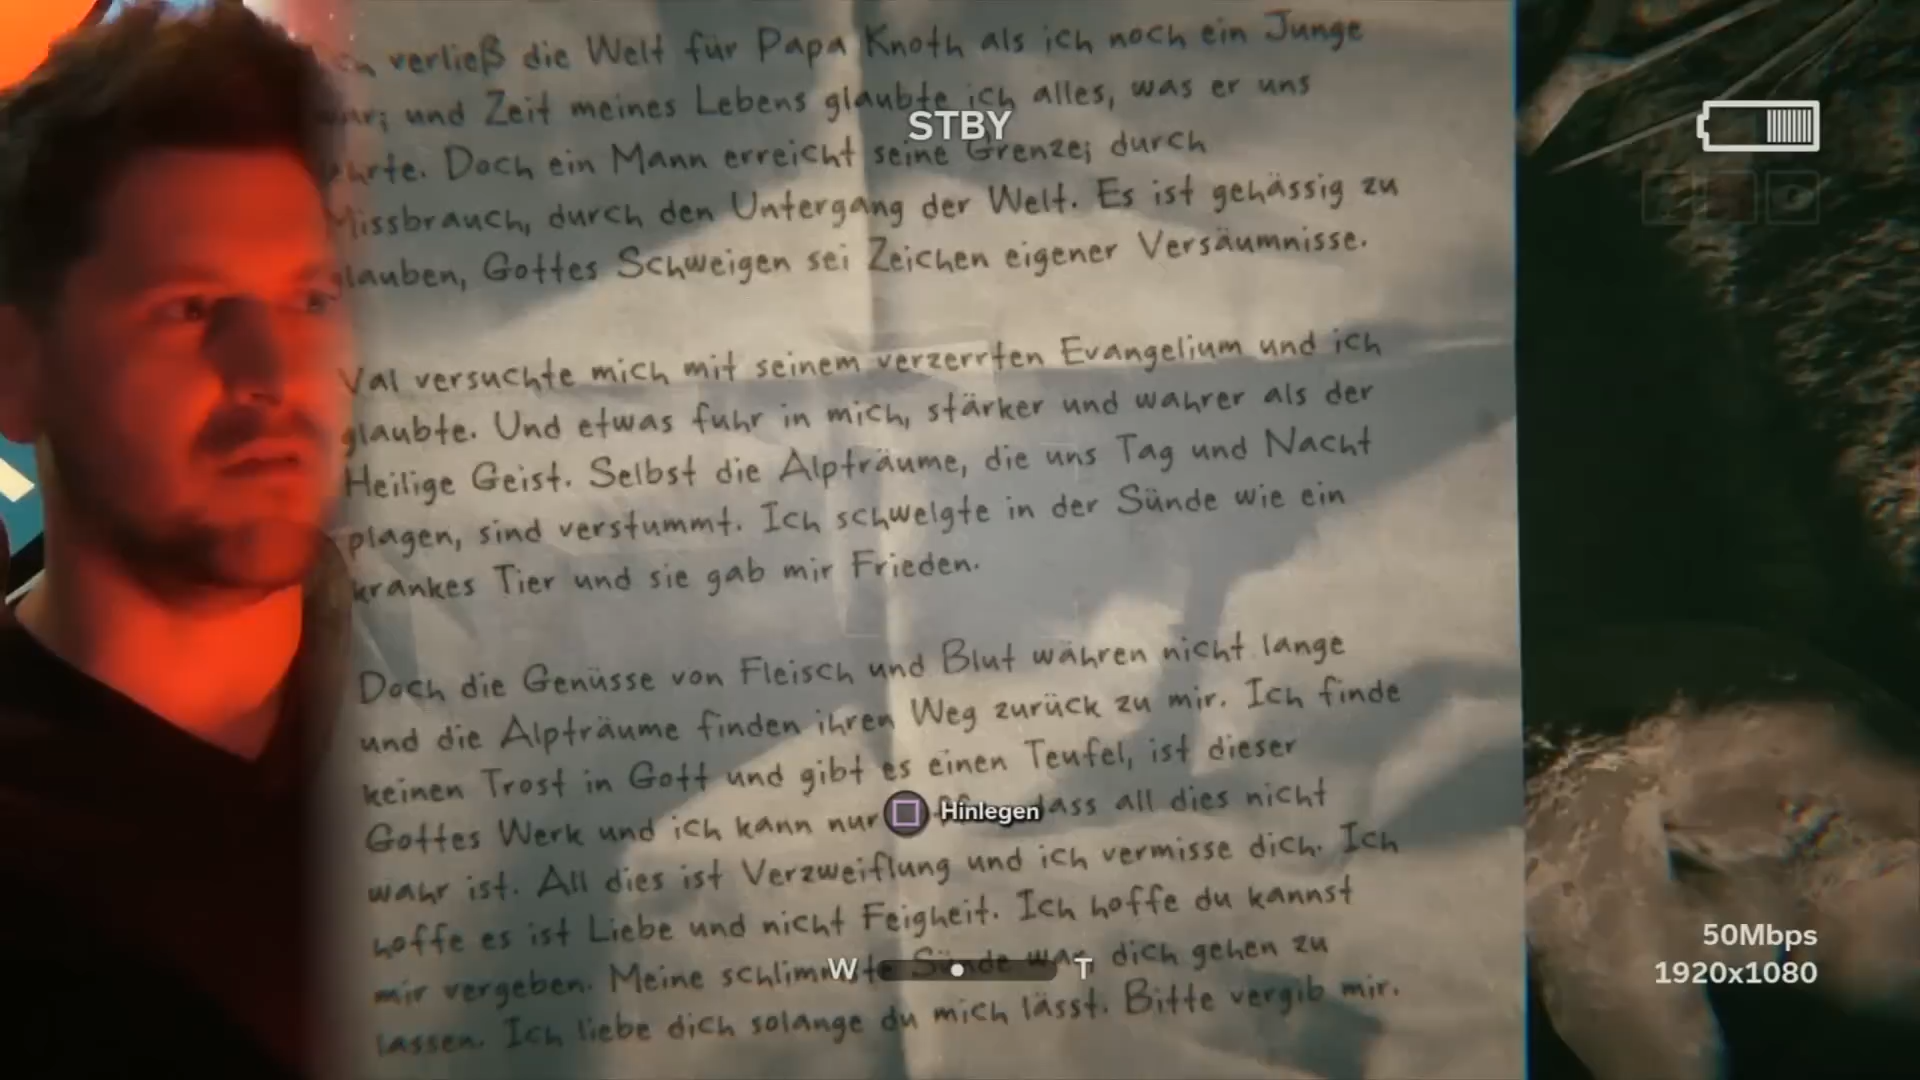 verließ die Welt für Papa Knoth als ich noch ein Junge
und Zeit meines Lebens glaubte ich alles, was er uns
STBY
Doch ein Mann erreicht seine Grenze; durch
Missbrauch, durch den Untergang der Welt. Es ist gehässig zu
glauben, Gottes Schweigen sei Zeichen eigener Versäumnisse.
Val versuchte mich mit seinem verzerrten Evangelium und ich
glaubte. Und etwas fuhr in mich, stärker und wahrer als der
Heilige Geist. Selbst die Alpträume, die uns Tag und Nacht
plagen, sind verstummt. Ich schwelgte in der Sünde wie ein
krankes Tier und sie gab mir Frieden.
Doch die Genüsse von Fleisch und Blut währen nicht lange
und die Alpträume finden ihren Weg zurück zu mir. Ich finde
keinen Trost in Gott und gibt es einen Teufel, ist dieser
Gottes Werk und ich kann nur dass all dies nicht
Hinlegen
wahr ist. All dies ist Verzweiflung und ich vermisse dich. Ich
hoffe es ist Liebe und nicht Feigheit. Ich hoffe du kannst
mir vergeben. Meine schlimmste Sünde war, dich gehen zu
W T
lassen. Ich liebe dich solange du mich lässt. Bitte vergib mir.
50Mbps
1920x1080